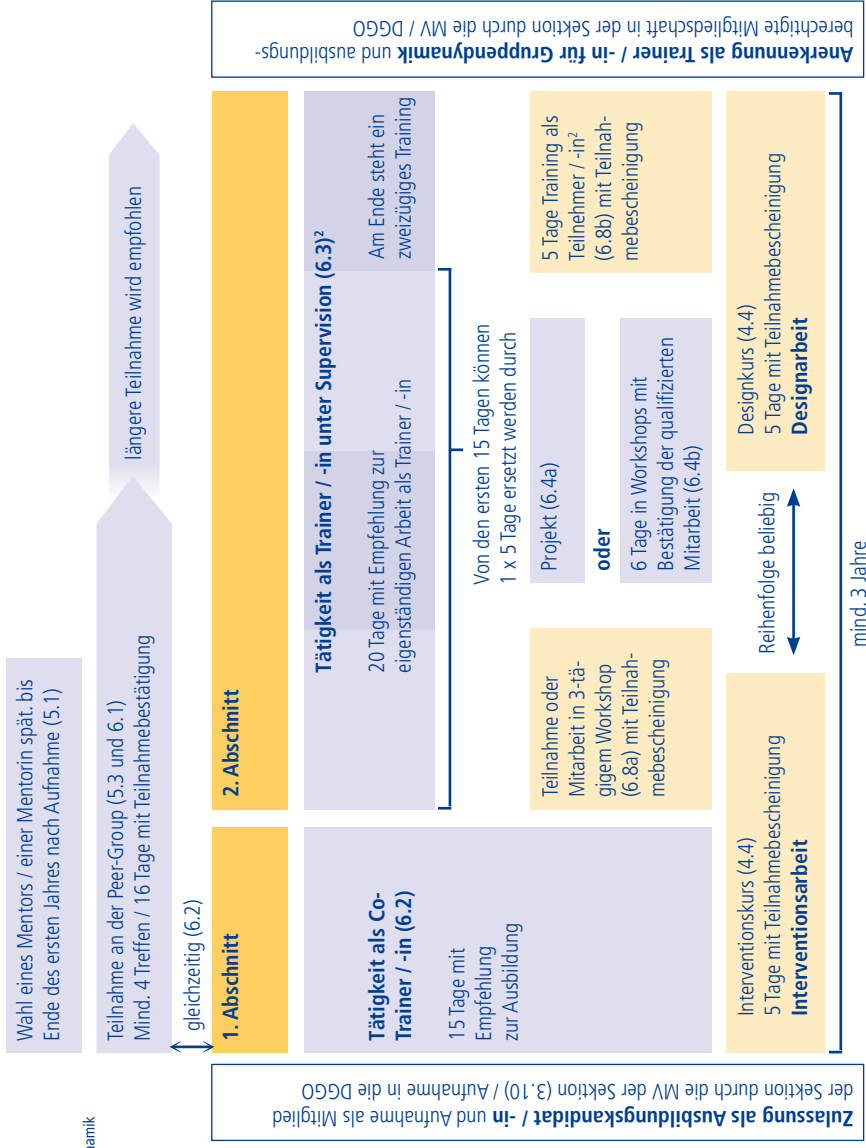 amik
Wahl eines Mentors / einer Mentorin spät. bis
Ende des ersten Jahres nach Aufnahme (5.1)
Teilnahme an der Peer-Group (5.3 und 6.1)
Mind. 4 Treffen / 16 Tage mit Teilnahmebestätigung
längere Teilnahme wird empfohlen
gleichzeitig (6.2)
Zulassung als Ausbildungskandidat / -in und Aufnahme als Mitglied
der Sektion durch die MV der Sektion (3.10) / Aufnahme in die DGGO
1. Abschnitt
Tätigkeit als Co-
Trainer / -in (6.2)
15 Tage mit
Empfehlung
zur Ausbildung
2. Abschnitt
Tätigkeit als Trainer / -in unter Supervision (6.3)²
20 Tage mit Empfehlung zur
eigenständigen Arbeit als Trainer / -in
Am Ende steht ein
zweizügiges Training
Von den ersten 15 Tagen können
1 x 5 Tage ersetzt werden durch
Teilnahme oder
Mitarbeit in 3-tä-
gigem Workshop
(6.8a) mit Teilnah-
mebescheinigung
Projekt (6.4a)
oder
6 Tage in Workshops mit
Bestätigung der qualifizierten
Mitarbeit (6.4b)
5 Tage Training als
Teilnehmer / -in²
(6.8b) mit Teilnah-
mebescheinigung
Interventionskurs (4.4)
5 Tage mit Teilnahmebescheinigung
Interventionsarbeit
Reihenfolge beliebig
Designkurs (4.4)
5 Tage mit Teilnahmebescheinigung
Designarbeit
mind. 3 Jahre
Anerkennung als Trainer / -in für Gruppendynamik und ausbildungs-
berechtigte Mitgliedschaft in der Sektion durch die MV / DGGO